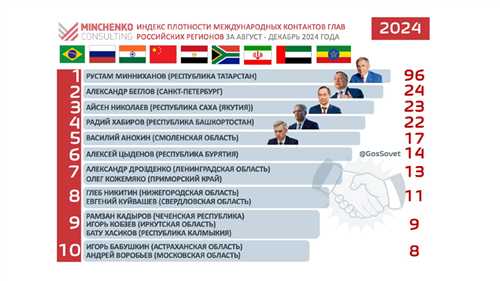 MINCHENKO
CONSULTING
ИНДЕКС ПЛОТНОСТИ МЕЖДУНАРОДНЫХ КОНТАКТОВ ГЛАВ
РОССИЙСКИХ РЕГИОНОВ ЗА АВГУСТ - ДЕКАБРЬ 2024 ГОДА
2024
1 РУСТАМ МИННИХАНОВ (РЕСПУБЛИКА ТАТАРСТАН) 96
2 АЛЕКСАНДР БЕГЛОВ (САНКТ-ПЕТЕРБУРГ) 24
3 АЙСЕН НИКОЛАЕВ (РЕСПУБЛИКА САХА (ЯКУТИЯ)) 23
4 РАДИЙ ХАБИРОВ (РЕСПУБЛИКА БАШКОРТОСТАН) 22
5 ВАСИЛИЙ АНОХИН (СМОЛЕНСКАЯ ОБЛАСТЬ) 17
6 АЛЕКСЕЙ ЦЫДЕНОВ (РЕСПУБЛИКА БУРЯТИЯ) 14
@GosSovet
7 АЛЕКСАНДР ДРОЗДЕНКО (ЛЕНИНГРАДСКАЯ ОБЛАСТЬ) 13
ОЛЕГ КОЖЕМЯКО (ПРИМОРСКИЙ КРАЙ)
8 ГЛЕБ НИКИТИН (НИЖЕГОРОДСКАЯ ОБЛАСТЬ) 11
ЕВГЕНИЙ КУЙВАШЕВ (СВЕРДЛОВСКАЯ ОБЛАСТЬ)
9 РАМЗАН КАДЫРОВ (ЧЕЧЕНСКАЯ РЕСПУБЛИКА) 9
ИГОРЬ КОБЗЕВ (ИРКУТСКАЯ ОБЛАСТЬ)
БАТУ ХАСИКОВ (РЕСПУБЛИКА КАЛМЫКИЯ)
10 ИГОРЬ БАБУШКИН (АСТРАХАНСКАЯ ОБЛАСТЬ) 8
АНДРЕЙ ВОРОБЬЕВ (МОСКОВСКАЯ ОБЛАСТЬ)